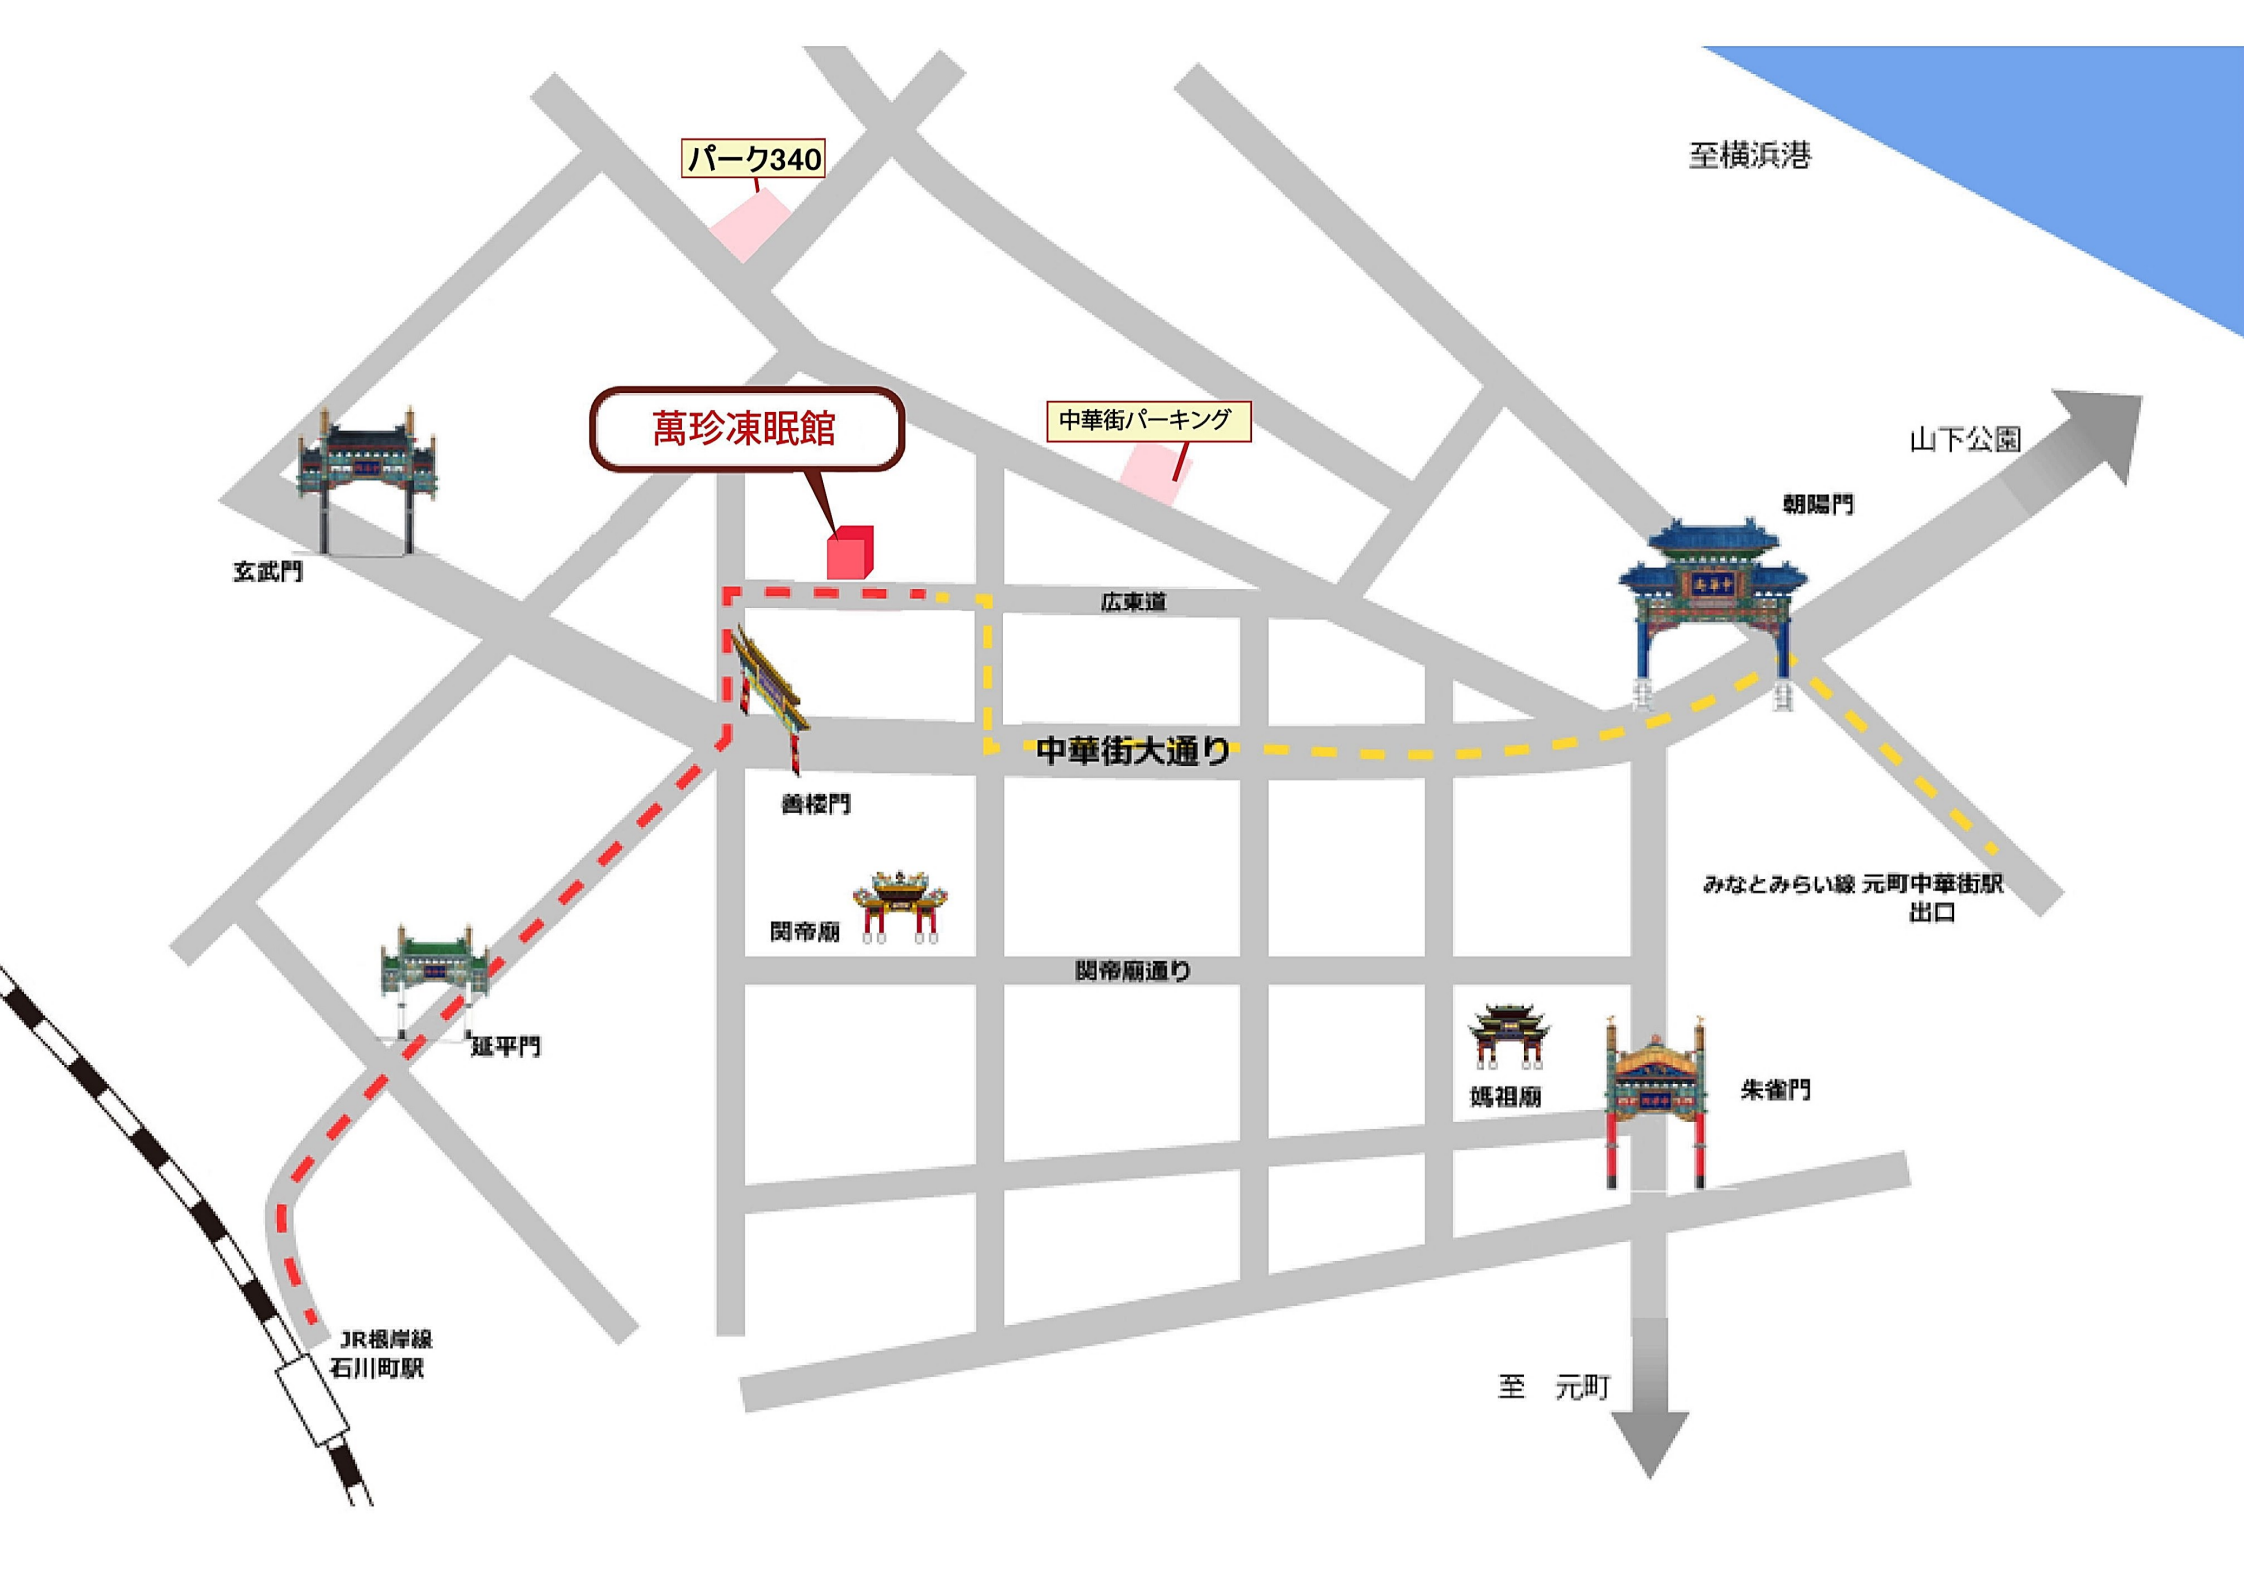 パーク340
至横浜港
萬珍凍眠館
中華街パーキング
山下公園
朝陽門
玄武門
広東道
中華街大通り
善楼門
みなとみらい線 元町中華街駅
出口
関帝廟
関帝廟通り
延平門
媽祖廟
朱雀門
JR根岸線
石川町駅
至 元町